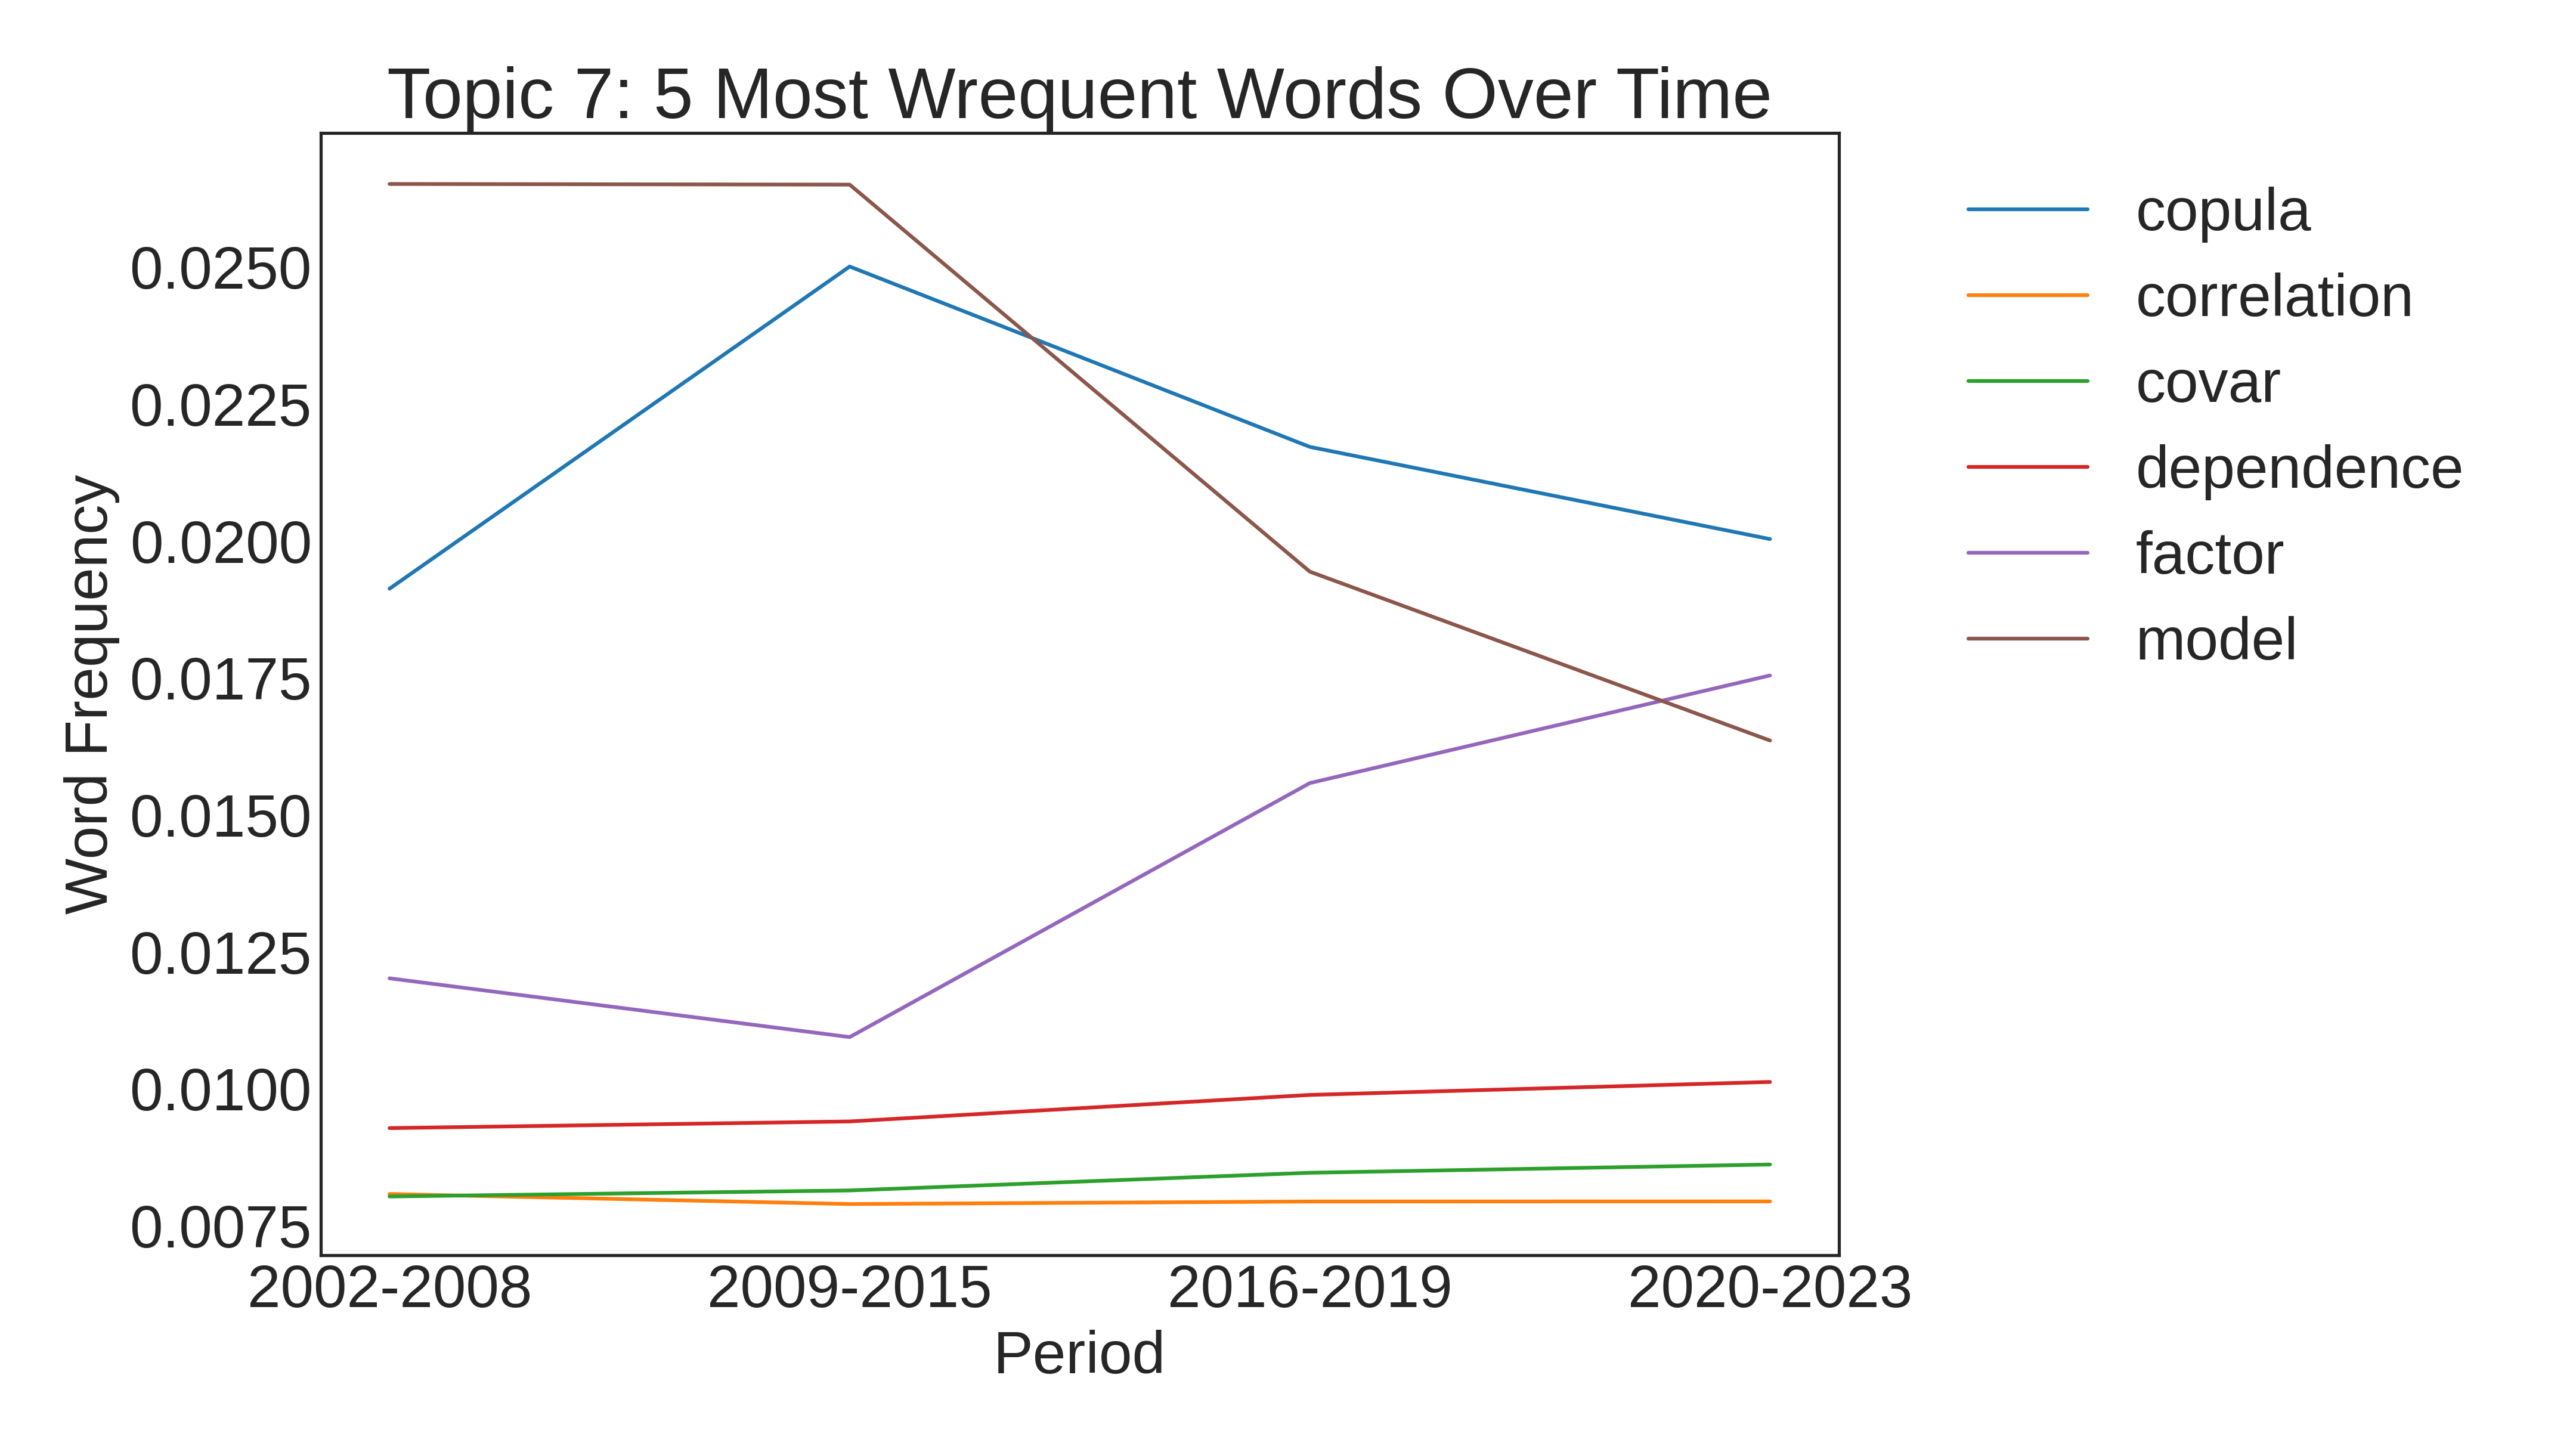 Topic 7: 5 Most Wrequent Words Over Time
0.0250
0.0225
0.0200
0.0175
0.0150
0.0125
0.0100
0.0075
Word Frequency
2002-2008 2009-2015 2016-2019 2020-2023
Period
copula
correlation
covar
dependence
factor
model